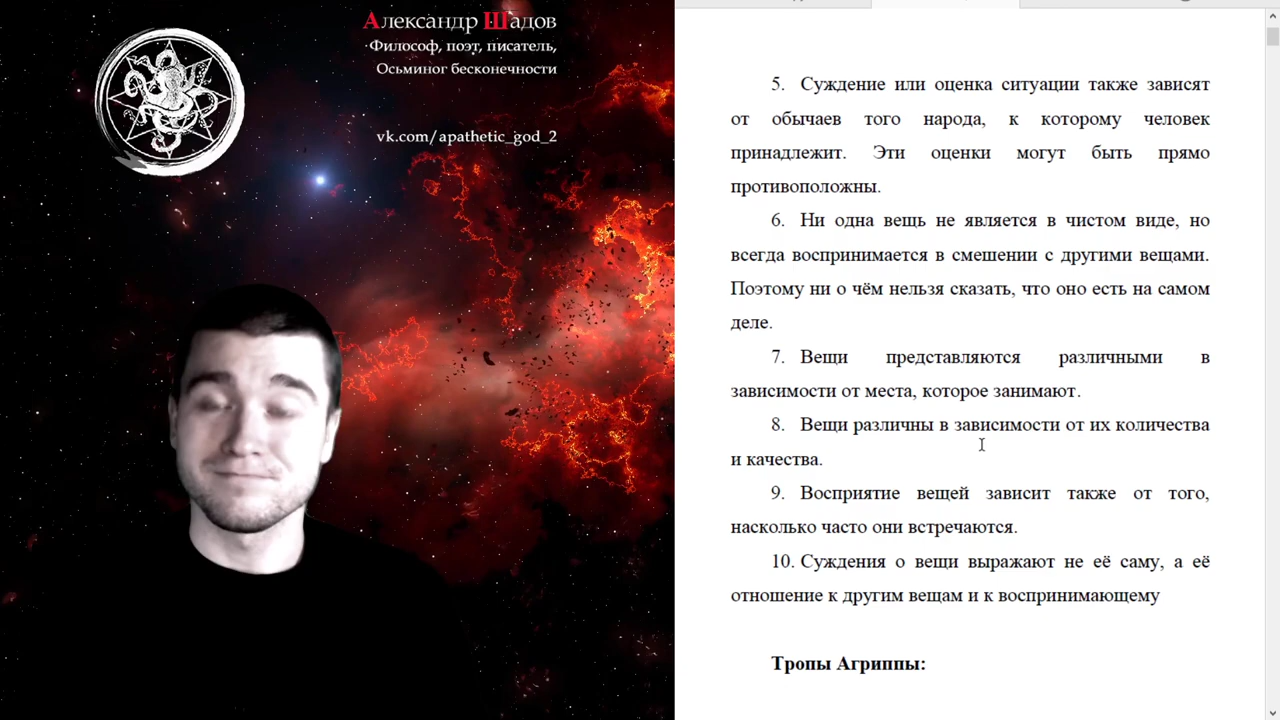 Александр Шадов
Философ, поэт, писатель,
Осьминог бесконечности
vk.com/apathetic_god_2
5. Суждение или оценка ситуации также зависят
от обычаев того народа, к которому человек
принадлежит. Эти оценки могут быть прямо
противоположны.
6. Ни одна вещь не является в чистом виде, но
всегда воспринимается в смешении с другими вещами.
Поэтому ни о чём нельзя сказать, что оно есть на самом
деле.
7. Вещи представляются различными в
зависимости от места, которое занимают.
8. Вещи различны в зависимости от их количества
и качества.
9. Восприятие вещей зависит также от того,
насколько часто они встречаются.
10. Суждения о вещи выражают не её саму, а её
отношение к другим вещам и к воспринимающему
Тропы Агриппы: